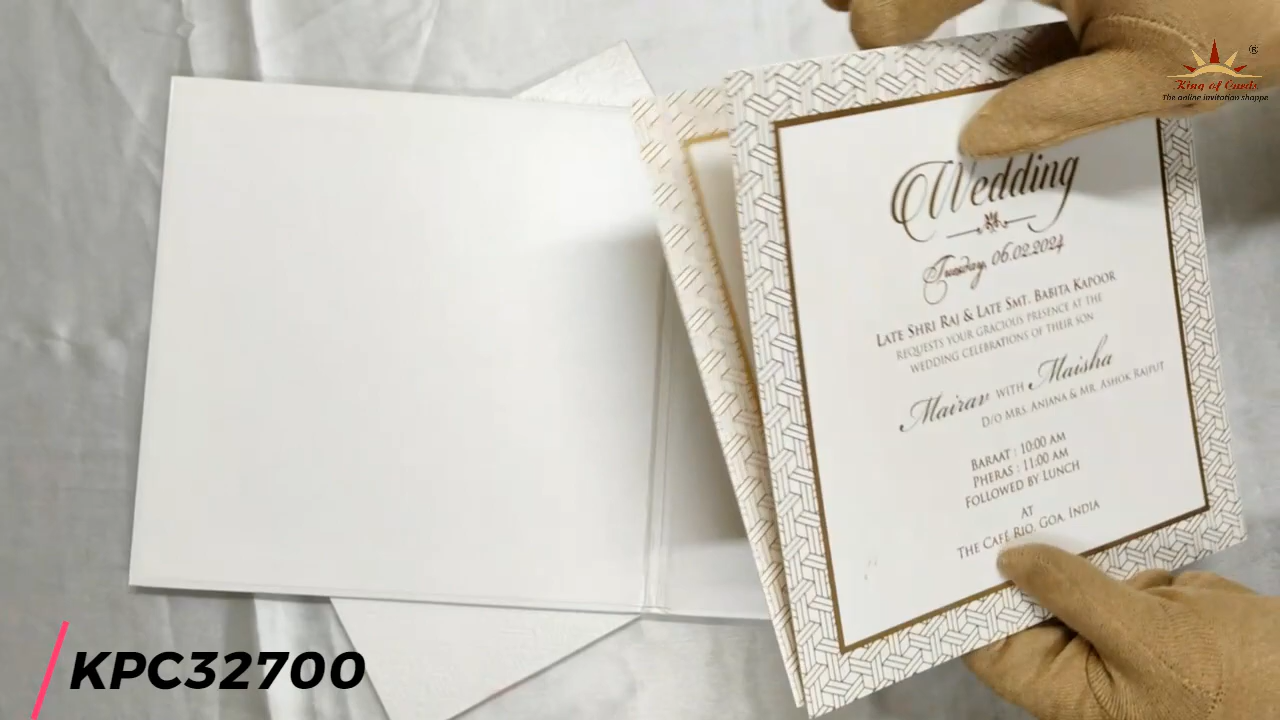 ®
King of Cards
The online invitation shoppe
Wedding
Tuesday, 06.02.2024
LATE SHRI RAJ & LATE SMT. BABITA KAPOOR
REQUESTS YOUR GRACIOUS PRESENCE AT THE
WEDDING CELEBRATIONS OF THEIR SON
Mairav WITH Maisha
D/O MRS. ANJANA & MR. ASHOK RAJPUT
BARAAT : 10:00 AM
PHERAS : 11:00 AM
FOLLOWED BY LUNCH
AT
THE CAFÉ RIO, GOA, INDIA
KPC32700